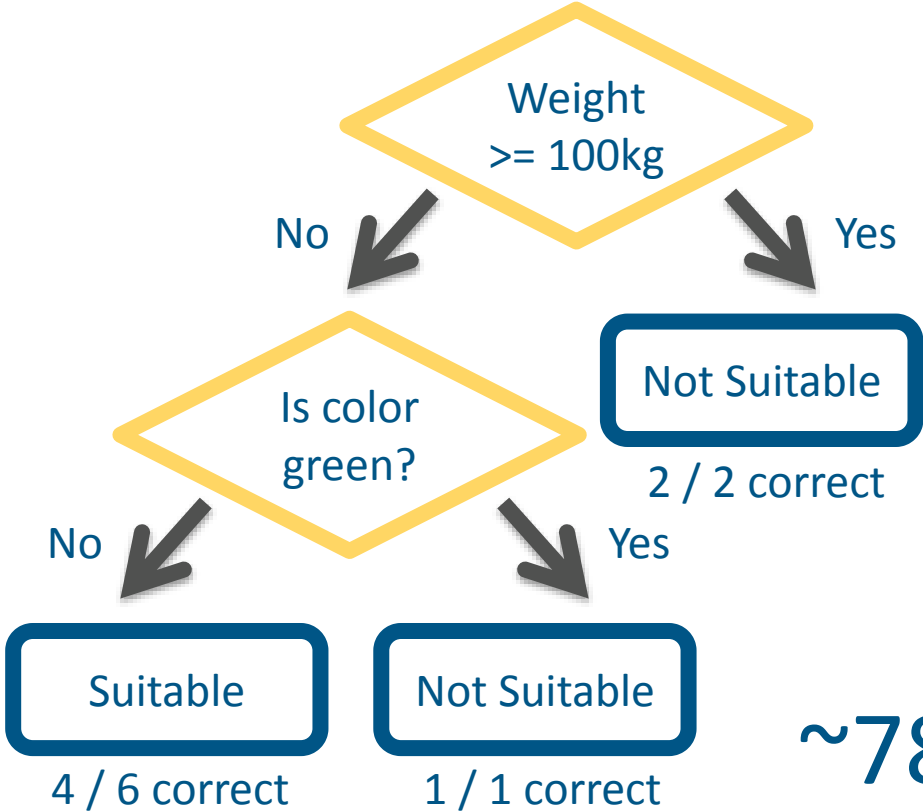 Weight
>= 100kg
No
Yes
Is color
green?
Not Suitable
2 / 2 correct
No
Yes
Suitable
Not Suitable
4 / 6 correct
1 / 1 correct
~78